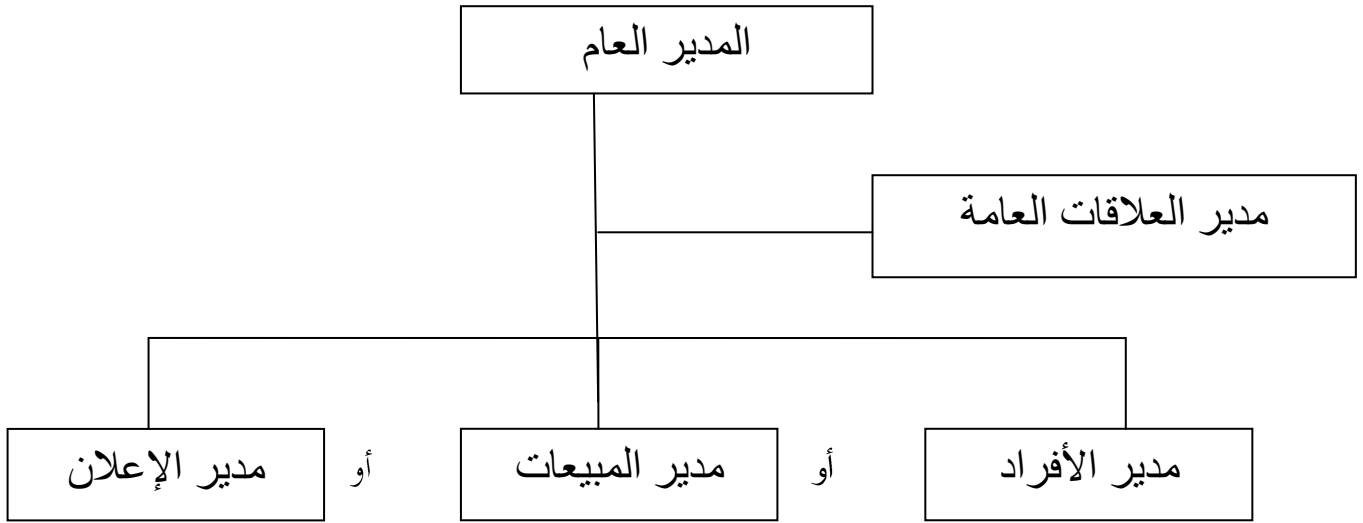 المدير العام
مدير العلاقات العامة
مدير الأفراد أو مدير المبيعات أو مدير الإعلان